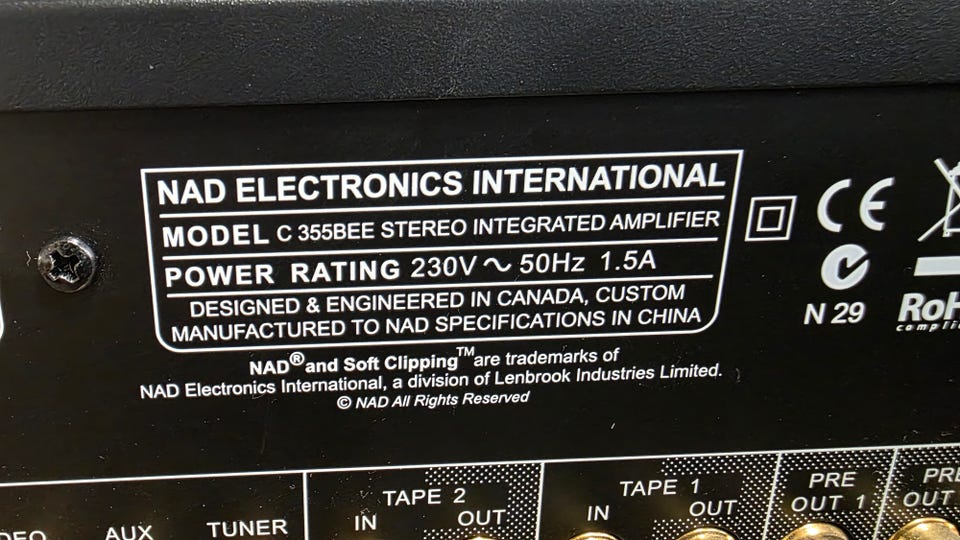 NAD ELECTRONICS INTERNATIONAL
MODEL C 355BEE STEREO INTEGRATED AMPLIFIER
POWER RATING 230V ~ 50Hz 1.5A
DESIGNED & ENGINEERED IN CANADA, CUSTOM
MANUFACTURED TO NAD SPECIFICATIONS IN CHINA
NAD® and Soft Clipping™ are trademarks of
NAD Electronics International, a division of Lenbrook Industries Limited.
© NAD All Rights Reserved
CE
N 29
AUX
TUNER
TAPE 2
IN OUT
TAPE 1
IN OUT
PRE
OUT 1
OUT